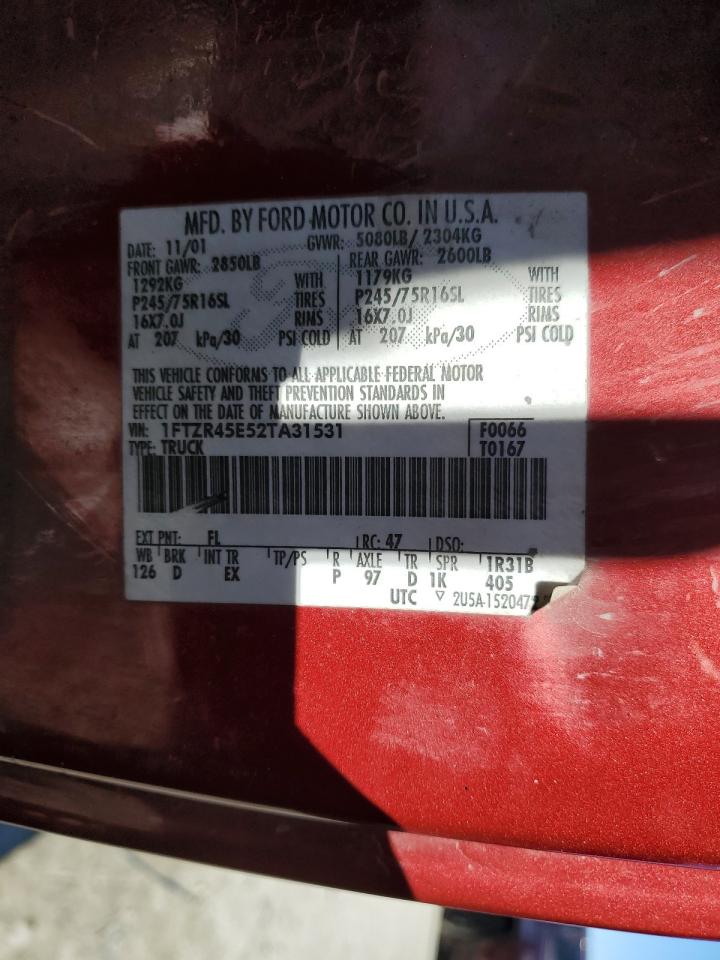 MFD. BY FORD MOTOR CO. IN U.S.A.
DATE: 11/01 GVWR: 5080LB/ 2304KG
FRONT GAWR: 2850LB REAR GAWR: 2600LB
1292KG WITH 1179KG WITH
P245/75R16SL TIRES P245/75R16SL TIRES
16X7.0J RIMS 16X7.0J RIMS
AT 207 kPa/30 PSI COLD AT 207 kPa/30 PSI COLD
THIS VEHICLE CONFORMS TO ALL APPLICABLE FEDERAL MOTOR
VEHICLE SAFETY AND THEFT PREVENTION STANDARDS IN
EFFECT ON THE DATE OF MANUFACTURE SHOWN ABOVE.
VIN: 1FTZR45E52TA31531 F0066
TYPE: TRUCK T0167
EXT PNT: FL RC: 47 DSO:
WB BRK INT TR TP/PS R AXLE TR SPR 1R31B
126 D EX P 97 D 1K 405
UTC ▽ 2U5A-1520472